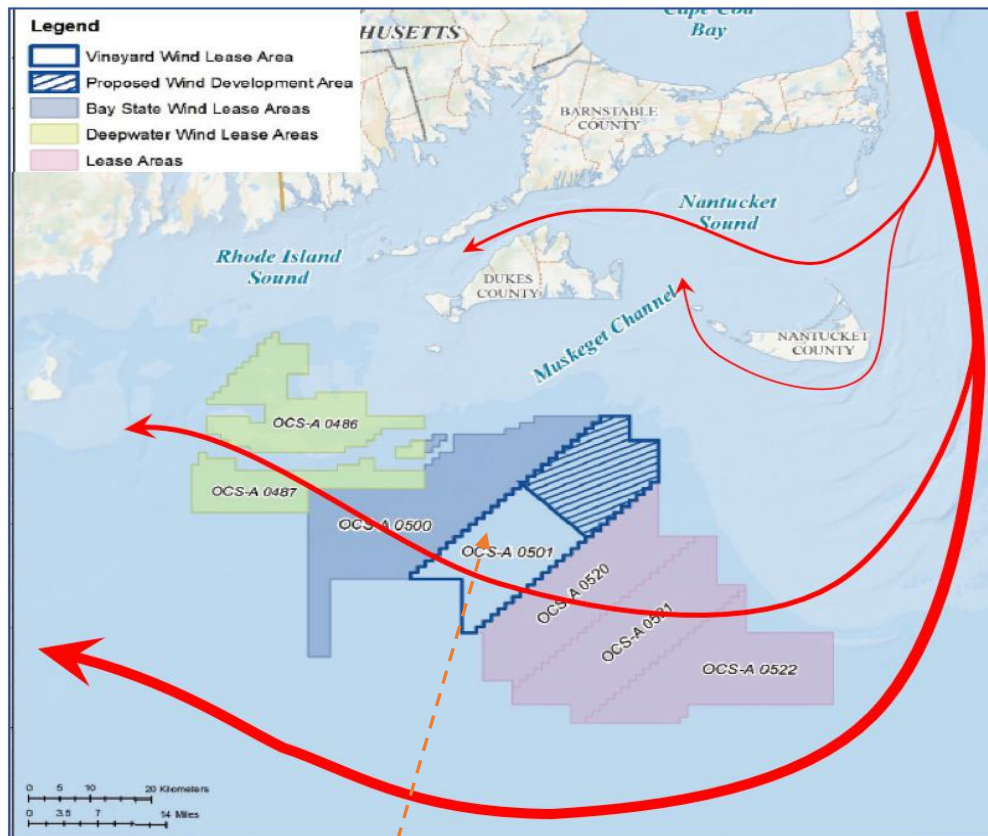 Legend
Vineyard Wind Lease Area
Proposed Wind Development Area
Bay State Wind Lease Areas
Deepwater Wind Lease Areas
Lease Areas
HUSETTS
Cape Cod
Bay
BARNSTABLE
COUNTY
Nantucket
Sound
Rhode Island
Sound
DUKES
COUNTY
Muskeget Channel
NANTUCKET
COUNTY
OCS-A 0486
OCS-A 0487
OCS-A 0500
OCS-A 0501
OCS-A 0520
OCS-A 0521
OCS-A 0522
0 5 10 20 Kilometers
0 3.5 7 14 Miles